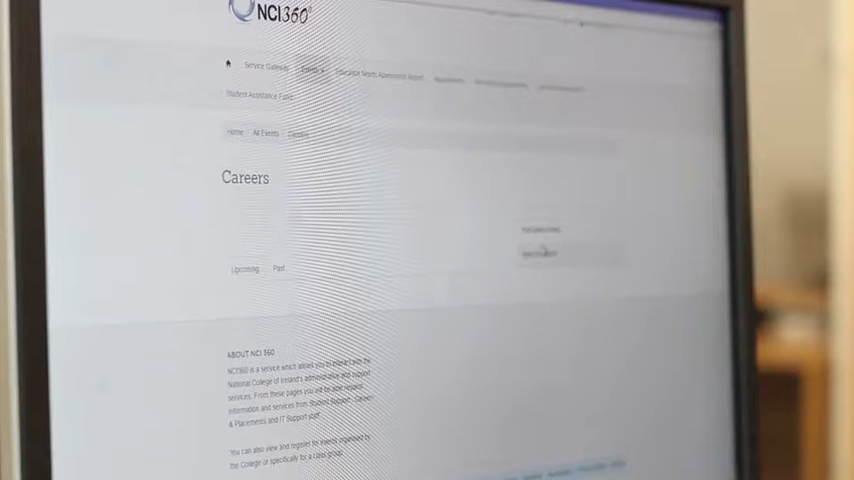 NCI360
Service Gateway Events Education Needs Assessment Report
Student Assistance Fund
Home All Events Careers
Careers
Upcoming Past
ABOUT NCI 360
NCI360 is a service which allows you to interact with the
National College of Ireland's administrative and support
services. From these pages you will be able request
information and services from Student Support, Careers
& Placements and IT Support staff.
You can also view and register for events organised by
the College or specifically for a class group.